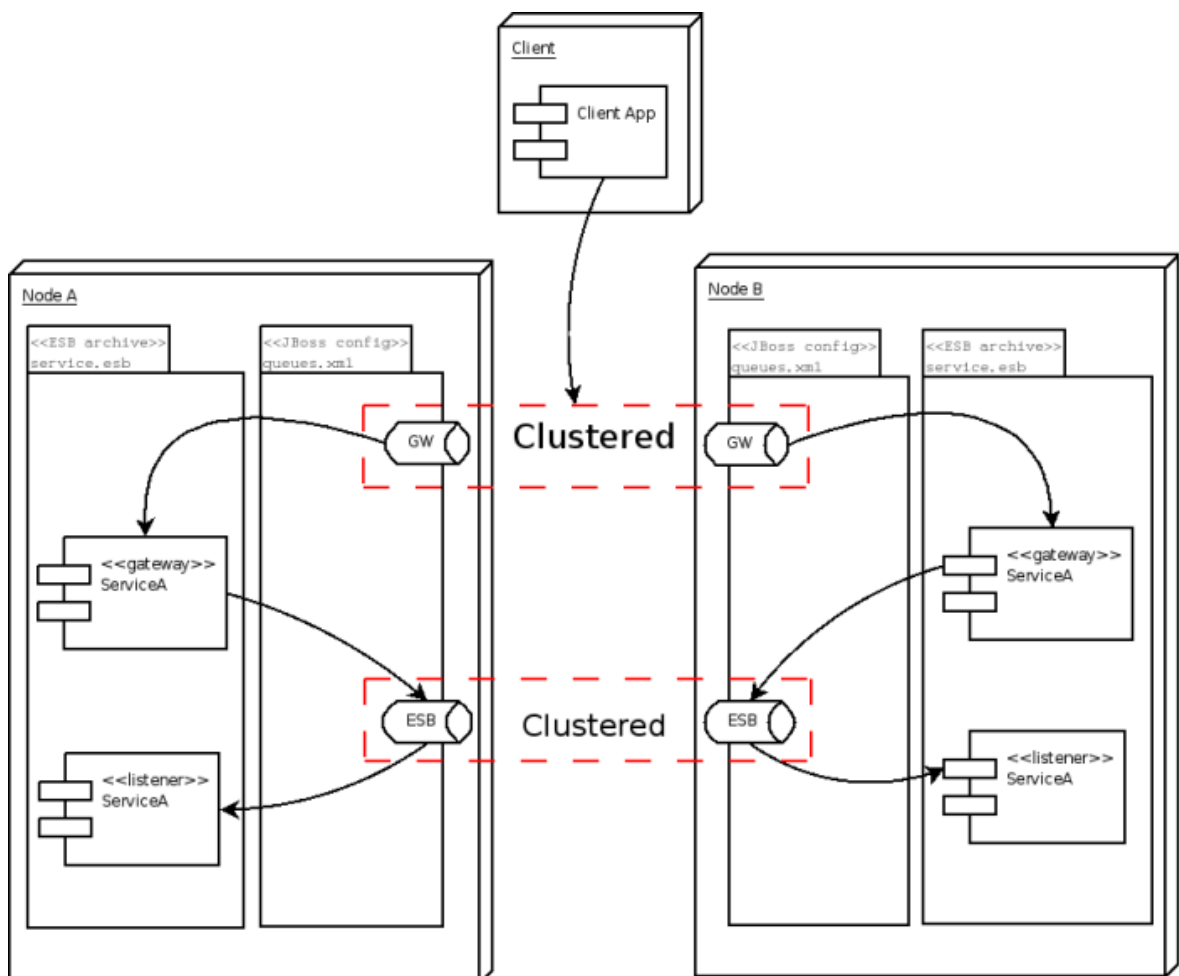 Client
Client App
Node A
<<ESB archive>>
service.esb
<<JBoss config>>
queues.xml
GW
Clustered
<<gateway>>
ServiceA
ESB
Clustered
<<listener>>
ServiceA
Node B
<<JBoss config>>
queues.xml
<<ESB archive>>
service.esb
GW
<<gateway>>
ServiceA
ESB
<<listener>>
ServiceA